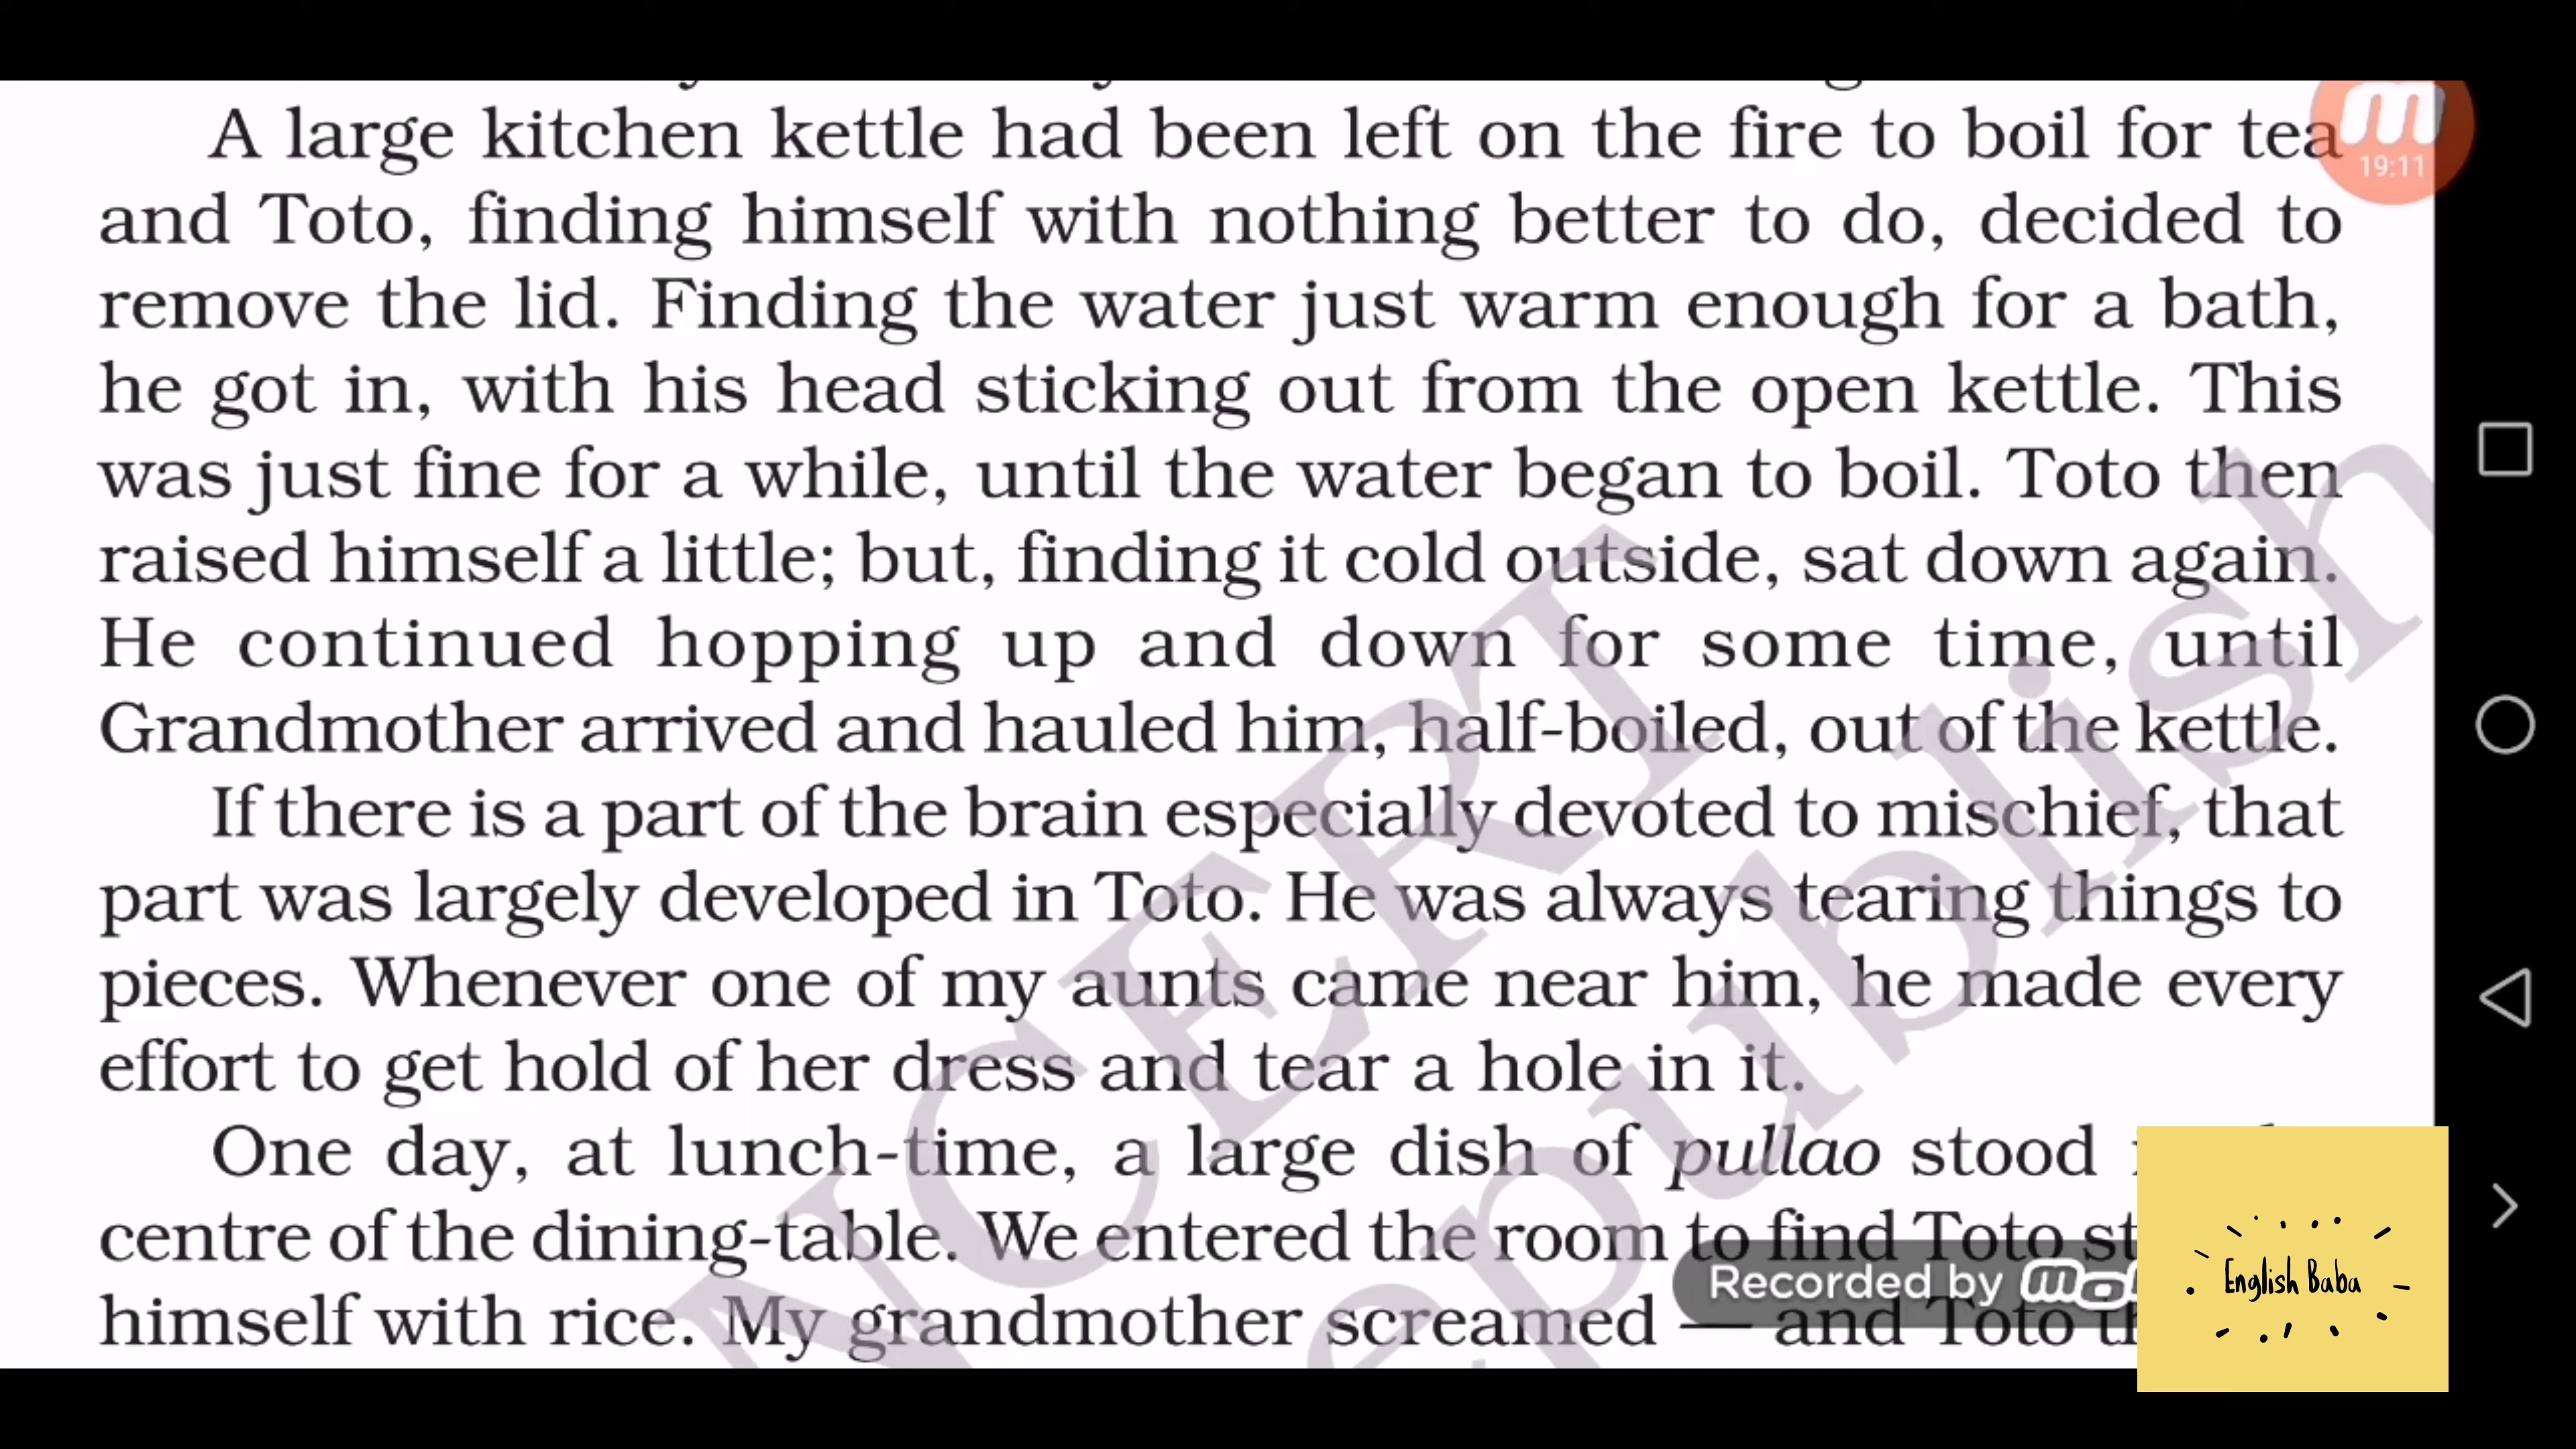 A large kitchen kettle had been left on the fire to boil for tea
19:11
and Toto, finding himself with nothing better to do, decided to
remove the lid. Finding the water just warm enough for a bath,
he got in, with his head sticking out from the open kettle. This
was just fine for a while, until the water began to boil. Toto then
raised himself a little; but, finding it cold outside, sat down again.
He continued hopping up and down for some time, until
Grandmother arrived and hauled him, half-boiled, out of the kettle.
If there is a part of the brain especially devoted to mischief, that
part was largely developed in Toto. He was always tearing things to
pieces. Whenever one of my aunts came near him, he made every
effort to get hold of her dress and tear a hole in it.
One day, at lunch-time, a large dish of pullao stood
centre of the dining-table. We entered the room to find Toto
himself with rice. My grandmother screamed — and Toto
Recorded by
English Baba
NCERT
republish